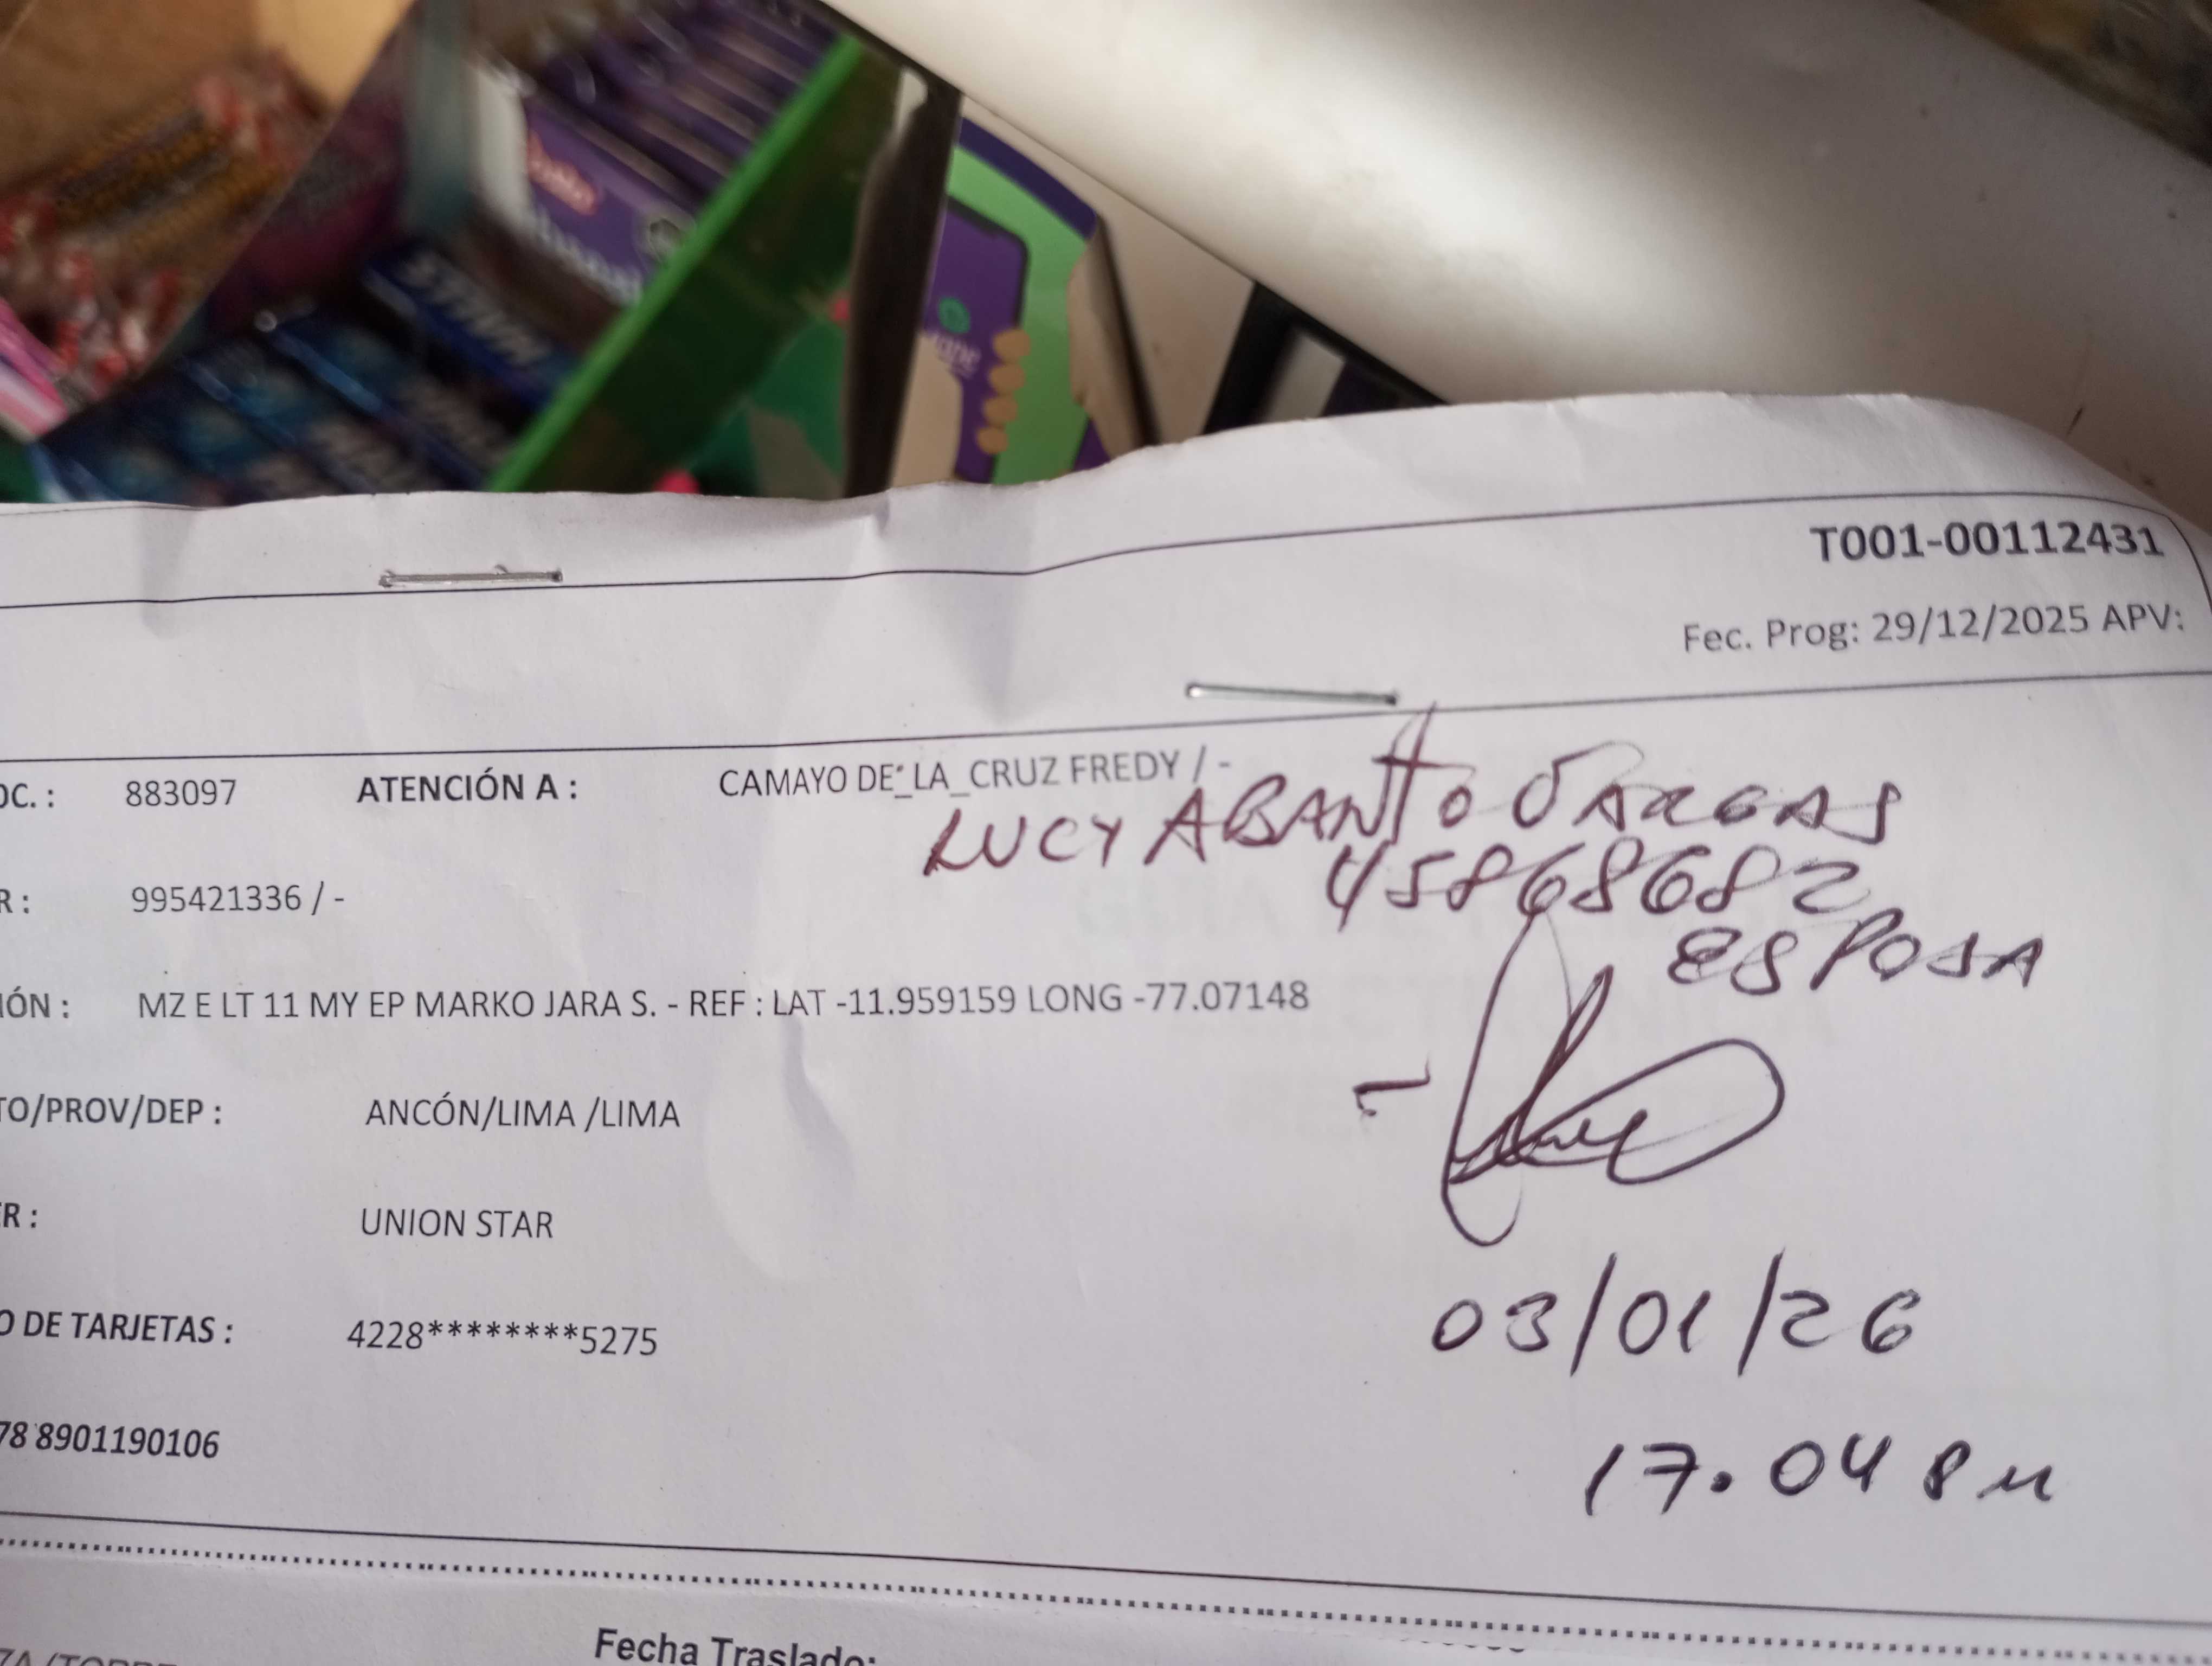 STWR
T001-00112431
Fec. Prog: 29/12/2025 APV:
OC. : 883097 ATENCIÓN A : CAMAYO DE_LA_CRUZ FREDY / -
LUCY ABANTO VARGAS
45868682
ESPOSA
R : 995421336 / -
IÓN : MZ E LT 11 MY EP MARKO JARA S. - REF : LAT -11.959159 LONG -77.07148
TO/PROV/DEP : ANCÓN/LIMA /LIMA
ER : UNION STAR
03/01/26
O DE TARJETAS : 4228********5275
78 8901190106
17.04
Fecha Traslado: